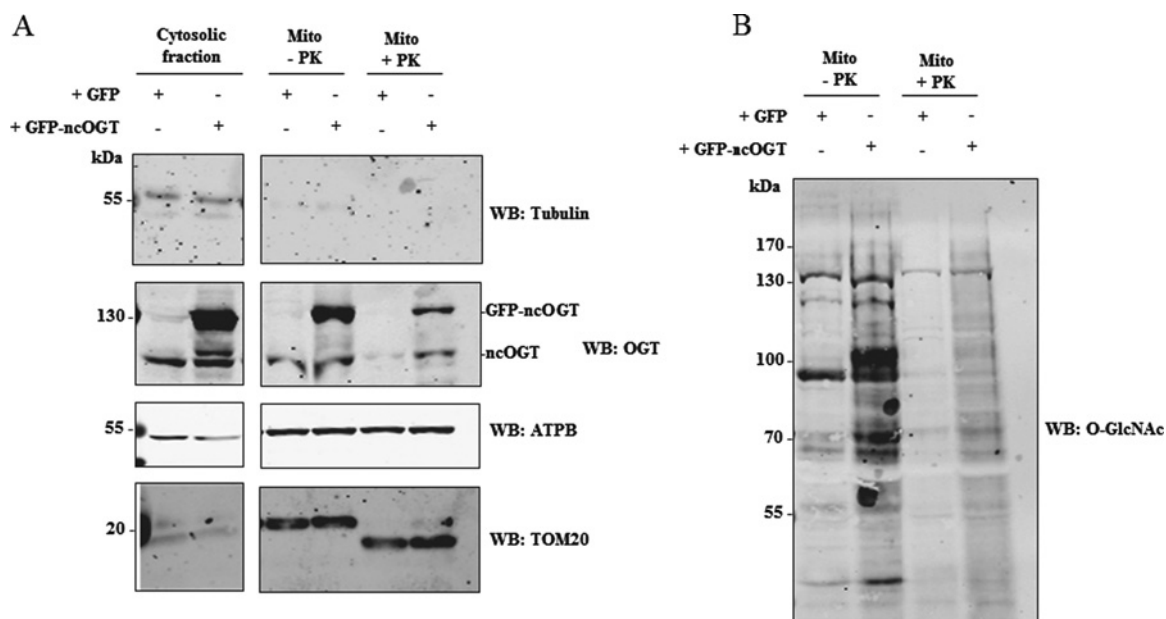 A
Cytosolic fraction
Mito - PK
Mito + PK
+ GFP + - + - + -
+ GFP-ncOGT - + - + - +
kDa
55
WB: Tubulin
130
GFP-ncOGT
ncOGT
WB: OGT
55
WB: ATPB
20
WB: TOM20
B
Mito - PK
Mito + PK
+ GFP + - + -
+ GFP-ncOGT - + - +
kDa
170
130
100
70
55
WB: O-GlcNAc